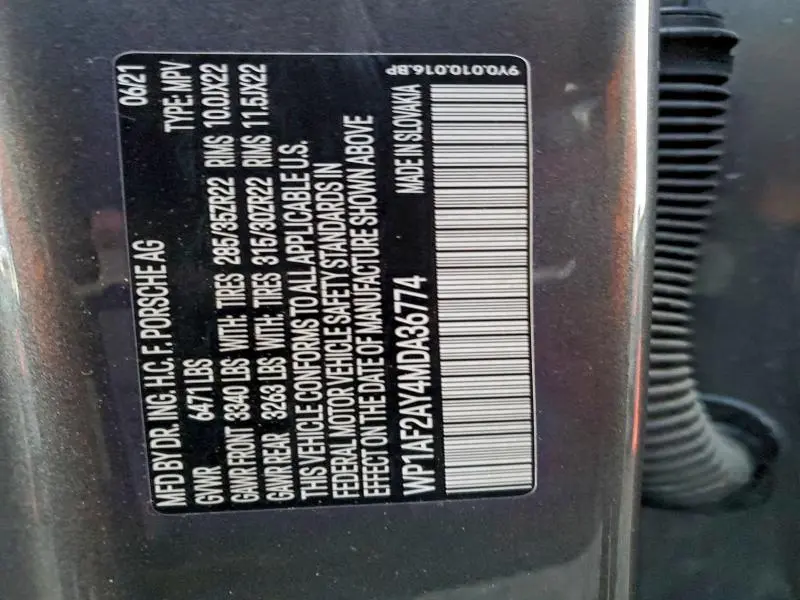 MFD BY DR. ING. H.C. F. PORSCHE AG 06/21
GVWR 6471 LBS TYPE: MPV
GAWR FRONT 3340 LBS WITH: TIRES 285/35ZR22 RIMS 10.0JX22
GAWR REAR 3263 LBS WITH: TIRES 315/30ZR22 RIMS 11.5JX22
THIS VEHICLE CONFORMS TO ALL APPLICABLE U.S.
FEDERAL MOTOR VEHICLE SAFETY STANDARDS IN
EFFECT ON THE DATE OF MANUFACTURE SHOWN ABOVE
WP1AF2AY4MDA36774 MADE IN SLOVAKIA
9Y0.010.016.BP